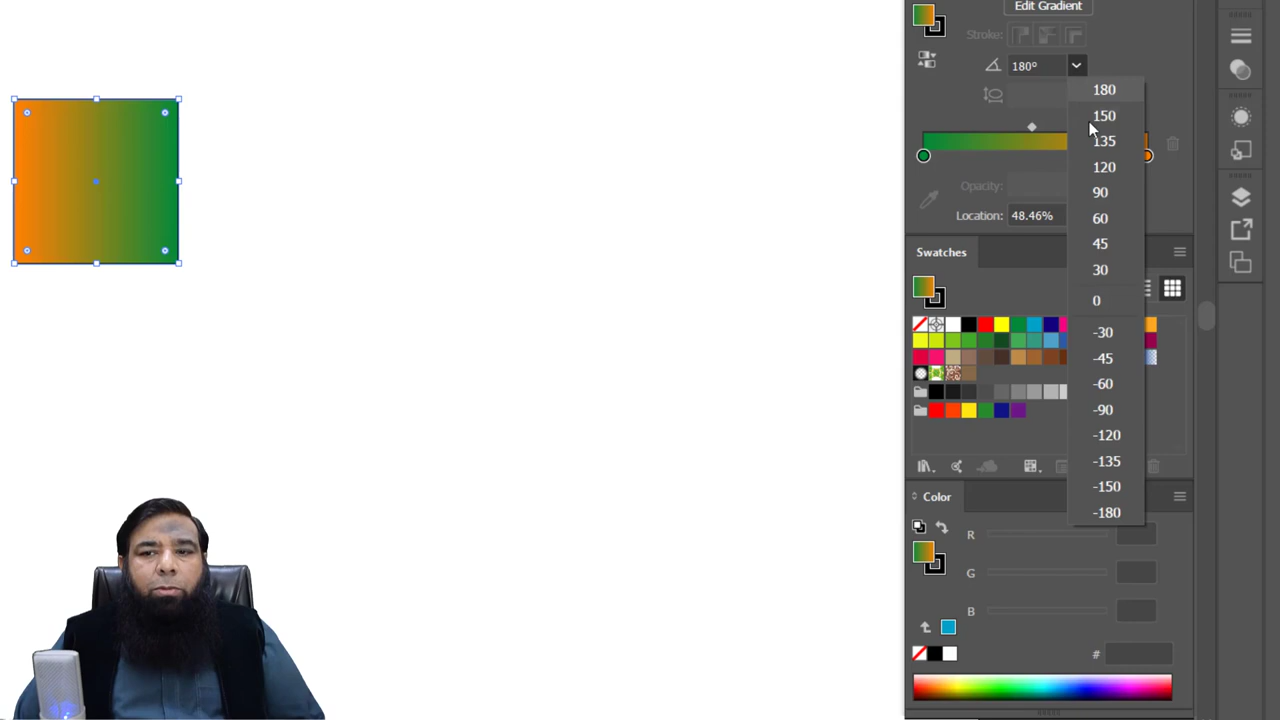 Edit Gradient
Stroke:
180°
180
150
135
120
90
60
45
30
0
-30
-45
-60
-90
-120
-135
-150
-180
Opacity:
Location: 48.46%
Swatches
Color
R
G
B
#